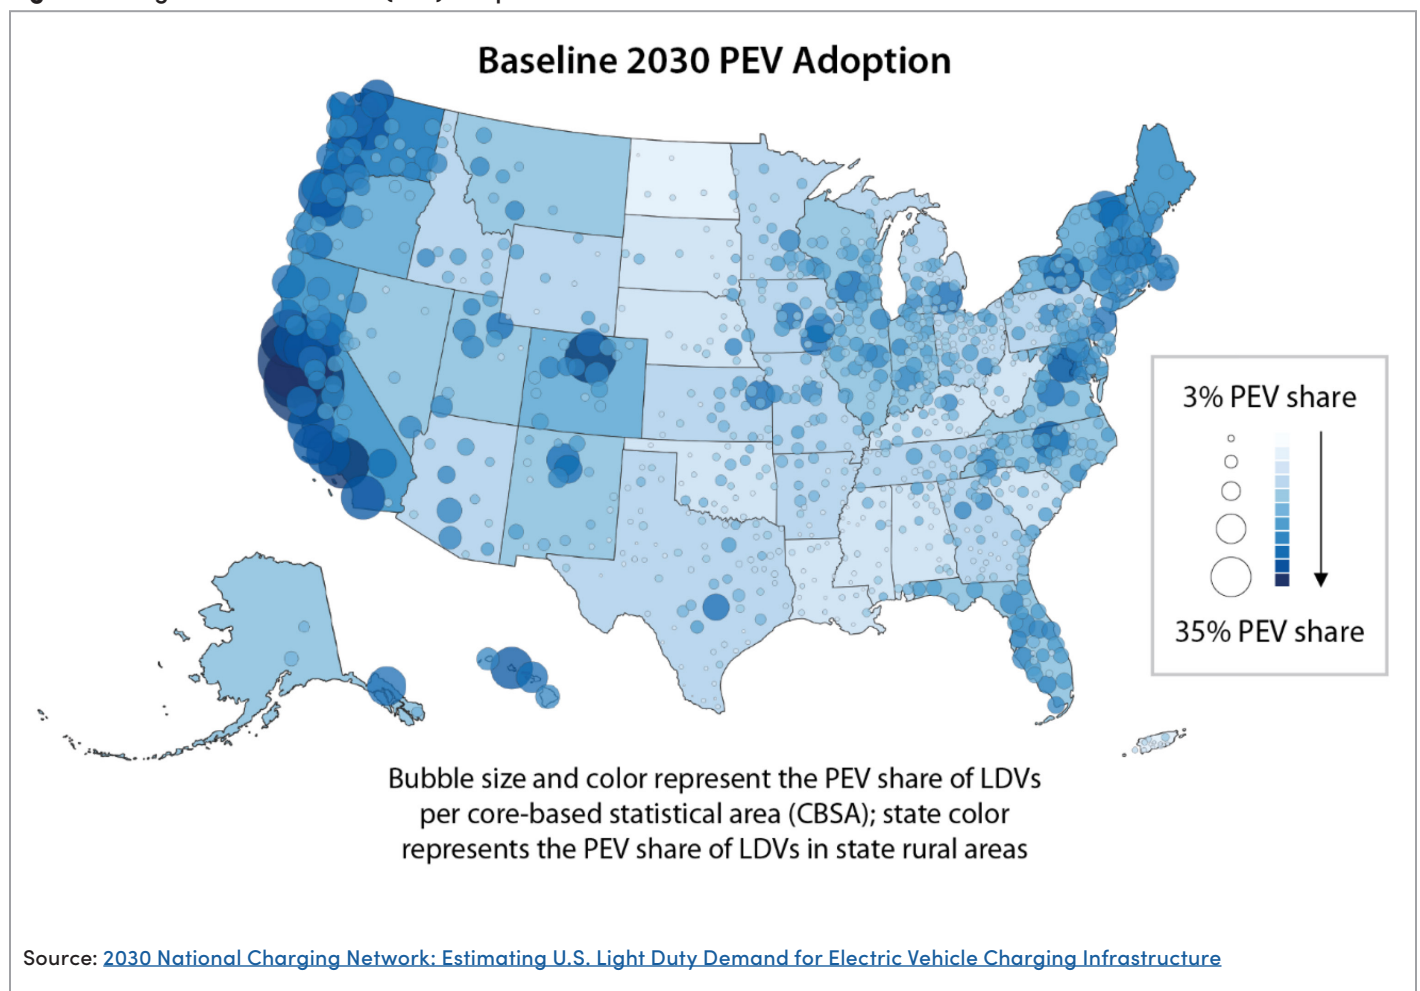 Baseline 2030 PEV Adoption
3% PEV share
35% PEV share
Bubble size and color represent the PEV share of LDVs
per core-based statistical area (CBSA); state color
represents the PEV share of LDVs in state rural areas
Source: 2030 National Charging Network: Estimating U.S. Light Duty Demand for Electric Vehicle Charging Infrastructure